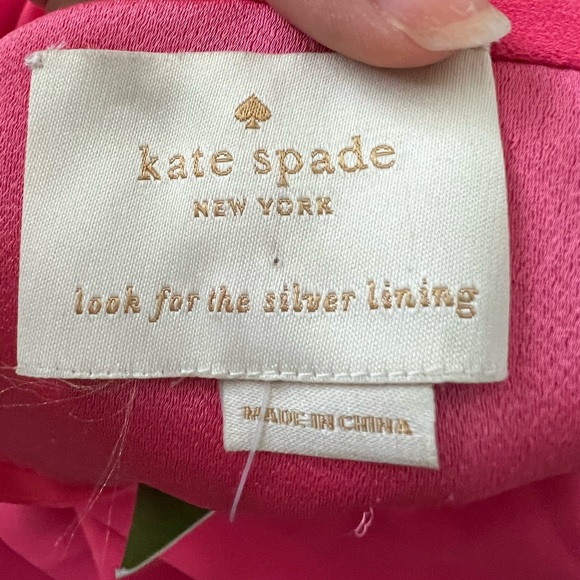 kate spade
NEW YORK
look for the silver lining
MADE IN CHINA